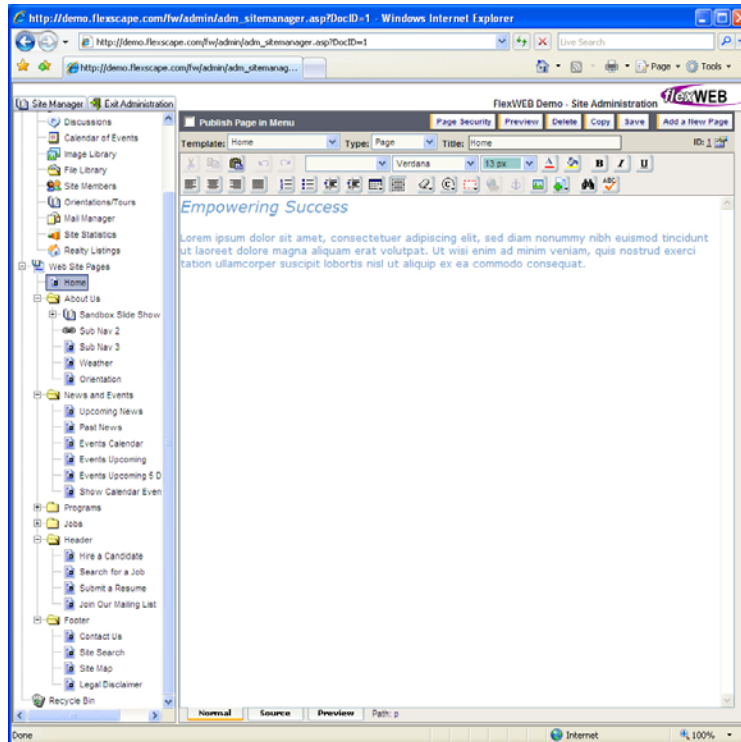 http://demo.flexscape.com/fw/admin/adm_sitemanager.asp?DocID=1 - Windows Internet Explorer
http://demo.flexscape.com/fw/admin/adm_sitemanager.asp?DocID=1
Live Search
http://demo.flexscape.com/fw/admin/adm_sitemanag...
Page
Tools
Site Manager
Exit Administration
FlexWEB Demo - Site Administration
flexWEB
Publish Page in Menu
Page Security
Preview
Delete
Copy
Save
Add a New Page
Template: Home
Type: Page
Title: Home
ID: 1
Verdana
13 px
A
B
I
U
ABC
Discussions
Calendar of Events
Image Library
File Library
Site Members
Orientations/Tours
Mail Manager
Site Statistics
Realty Listings
Web Site Pages
Home
About Us
Sandbox Slide Show
Sub Nav 2
Sub Nav 3
Weather
Orientation
News and Events
Upcoming News
Past News
Events Calendar
Events Upcoming
Events Upcoming 5 D
Show Calendar Even
Programs
Jobs
Header
Hire a Candidate
Search for a Job
Submit a Resume
Join Our Mailing List
Footer
Contact Us
Site Search
Site Map
Legal Disclaimer
Recycle Bin
Empowering Success
Lorem ipsum dolor sit amet, consectetuer adipiscing elit, sed diam nonummy nibh euismod tincidunt
ut laoreet dolore magna aliquam erat volutpat. Ut wisi enim ad minim veniam, quis nostrud exerci
tation ullamcorper suscipit lobortis nisl ut aliquip ex ea commodo consequat.
Normal
Source
Preview
Path: p
Done
Internet
100%